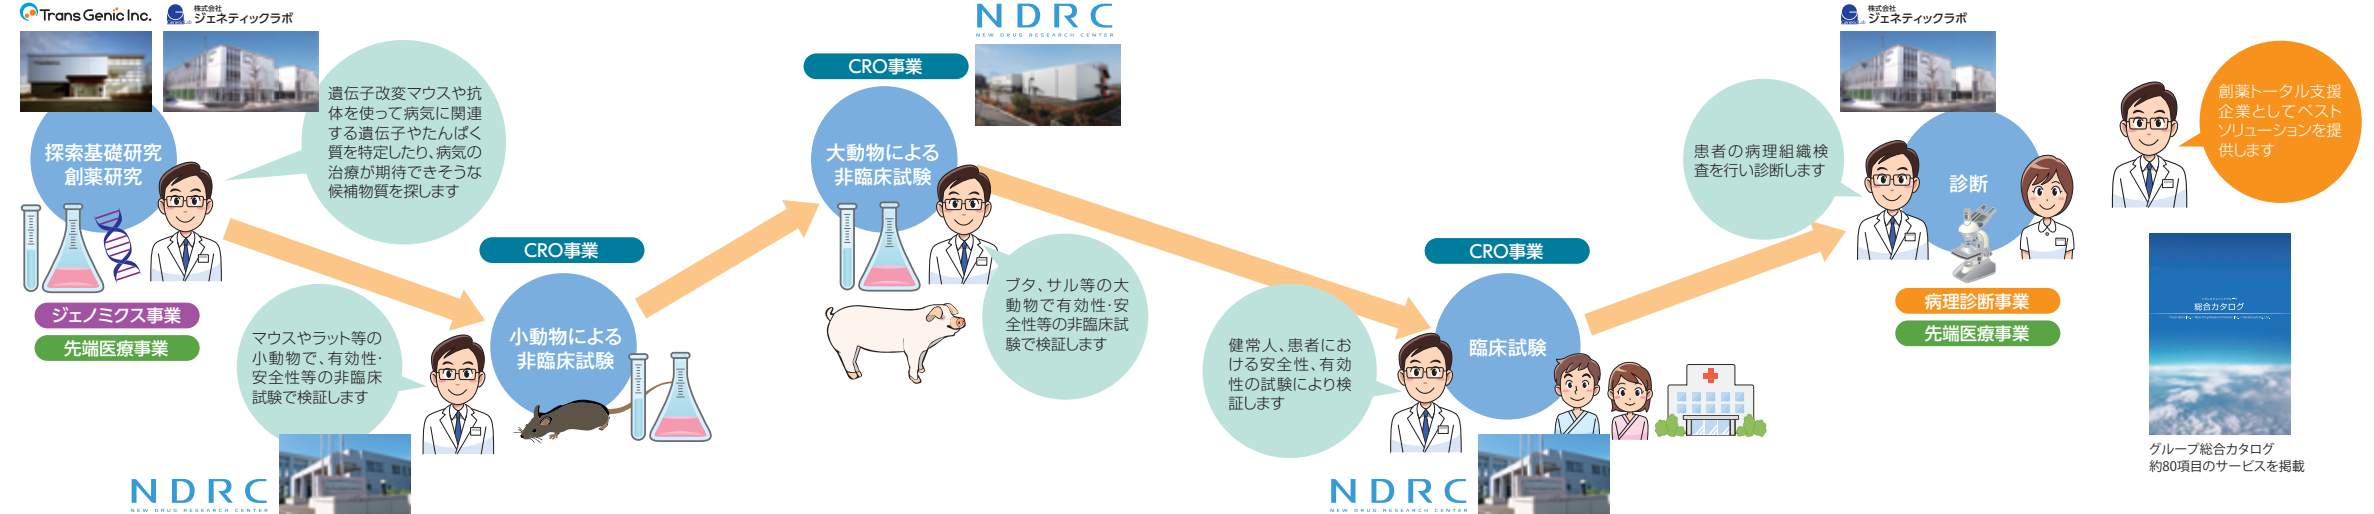 Trans Genic Inc.
株式会社
ジェネティックラボ
遺伝子改変マウスや抗
体を使って病気に関連
する遺伝子やたんぱく
質を特定したり、病気の
治療が期待できそうな
候補物質を探します
探索基礎研究
創薬研究
ジェノミクス事業
先端医療事業
マウスやラット等の
小動物で、有効性・
安全性等の非臨床
試験で検証します
NDRC
NEW DRUG RESEARCH CENTER
CRO事業
小動物による
非臨床試験
CRO事業
NDRC
NEW DRUG RESEARCH CENTER
大動物による
非臨床試験
ブタ、サル等の大
動物で有効性・安
全性等の非臨床試
験で検証します
CRO事業
臨床試験
健常人、患者にお
ける安全性、有効
性の試験により検
証します
NDRC
NEW DRUG RESEARCH CENTER
株式会社
ジェネティックラボ
患者の病理組織検
査を行い診断します
診断
病理診断事業
先端医療事業
創薬トータル支援
企業としてベスト
ソリューションを提
供します
総合カタログ
グループ総合カタログ
約80項目のサービスを掲載